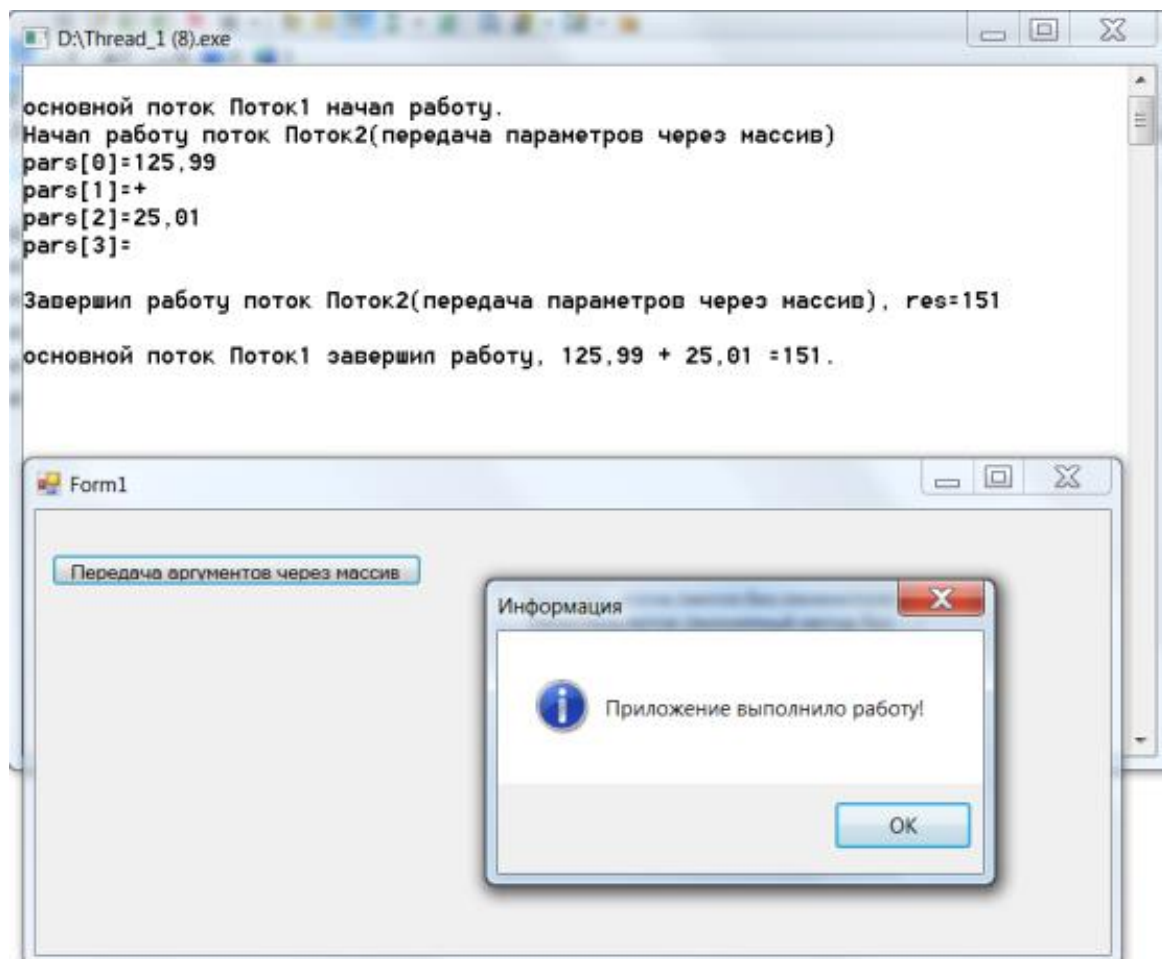 D:\Thread_1 (8).exe
основной поток Поток1 начал работу.
Начал работу поток Поток2(передача параметров через массив)
pars[0]=125,99
pars[1]=+
pars[2]=25,01
pars[3]=
Завершил работу поток Поток2(передача параметров через массив), res=151
основной поток Поток1 завершил работу, 125,99 + 25,01 =151.
Form1
Передача аргументов через массив
Информация
Приложение выполнило работу!
OK